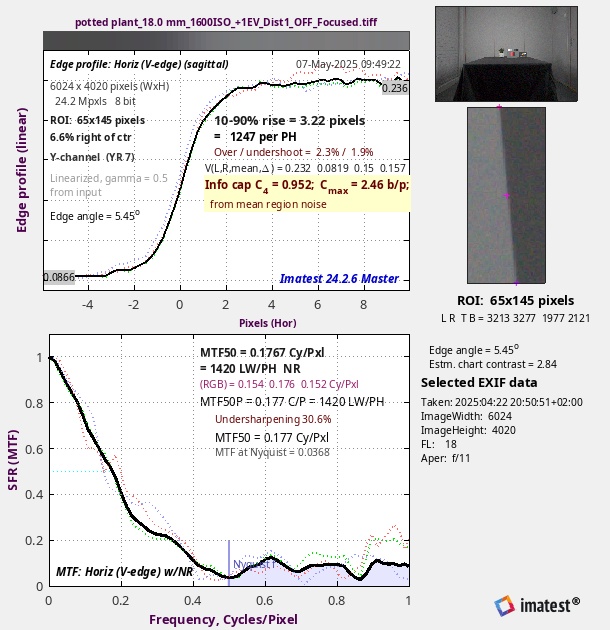 potted plant_18.0 mm_1600ISO_+1EV_Dist1_OFF_Focused.tiff
Edge profile: Horiz (V-edge) (sagittal)
07-May-2025 09:49:22
6024 x 4020 pixels (WxH)
24.2 Mpxls 8 bit
0.236
ROI: 65x145 pixels
10-90% rise = 3.22 pixels
6.6% right of ctr
= 1247 per PH
Over / undershoot = 2.3% / 1.9%
Y-channel (YR7)
V(L,R,mean,Δ) = 0.232 0.0819 0.15 0.157
Linearized, gamma = 0.5
from input
Info cap C4 = 0.952; Cmax = 2.46 b/p;
from mean region noise
Edge angle = 5.45o
0.0866
Imatest 24.2.6 Master
Edge profile (linear)
-4 -2 0 2 4 6 8
Pixels (Hor)
ROI: 65x145 pixels
L R T B = 3213 3277 1977 2121
Edge angle = 5.45o
Estm. chart contrast = 2.84
Selected EXIF data
Taken: 2025:04:22 20:50:51+02:00
ImageWidth: 6024
ImageHeight: 4020
FL: 18
Aper: f/11
MTF50 = 0.1767 Cy/Pxl
= 1420 LW/PH NR
(RGB) = 0.154 0.176 0.152 Cy/Pxl
MTF50P = 0.177 C/P = 1420 LW/PH
Undersharpening 30.6%
MTF50 = 0.177 Cy/Pxl
MTF at Nyquist = 0.0368
SFR (MTF)
1
0.8
0.6
0.4
0.2
0
Nyquist f
MTF: Horiz (V-edge) w/NR
0 0.2 0.4 0.6 0.8 1
Frequency, Cycles/Pixel
imatest®